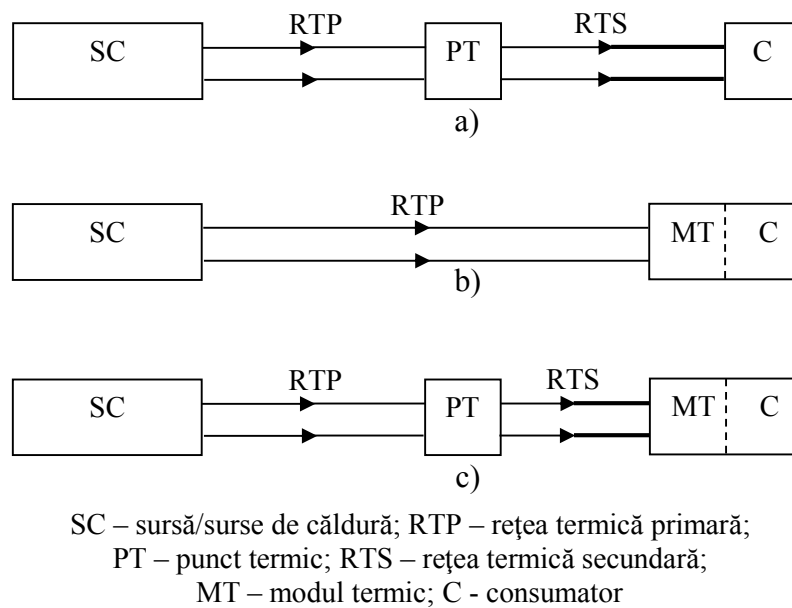 RTP RTS
SC PT C
a)
RTP
SC MT C
b)
RTP RTS
SC PT MT C
c)
SC – sursă/surse de căldură; RTP – reţea termică primară;
PT – punct termic; RTS – reţea termică secundară;
MT – modul termic; C - consumator